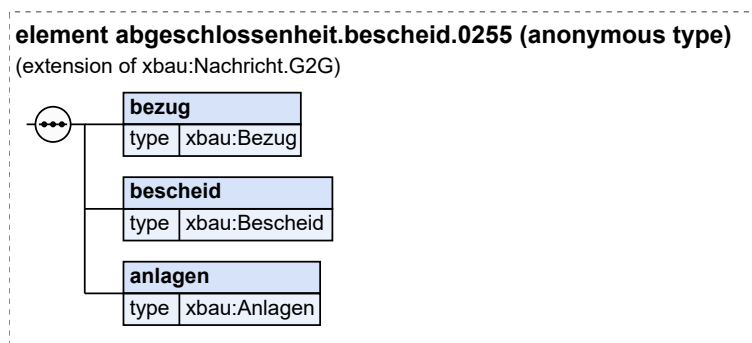 element abgeschlossenheit.bescheid.0255 (anonymous type)
(extension of xbau:Nachricht.G2G)
bezug
type xbau:Bezug
bescheid
type xbau:Bescheid
anlagen
type xbau:Anlagen